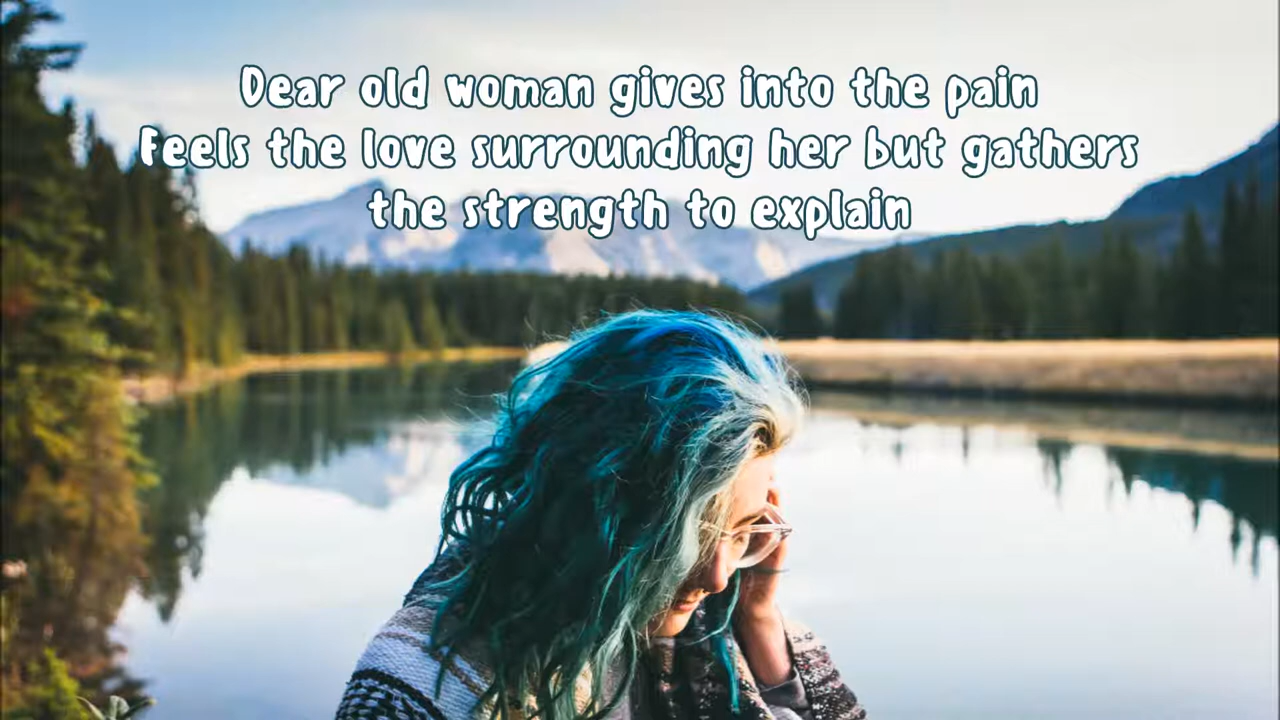 Dear old woman gives into the pain
Feels the love surrounding her but gathers
the strength to explain